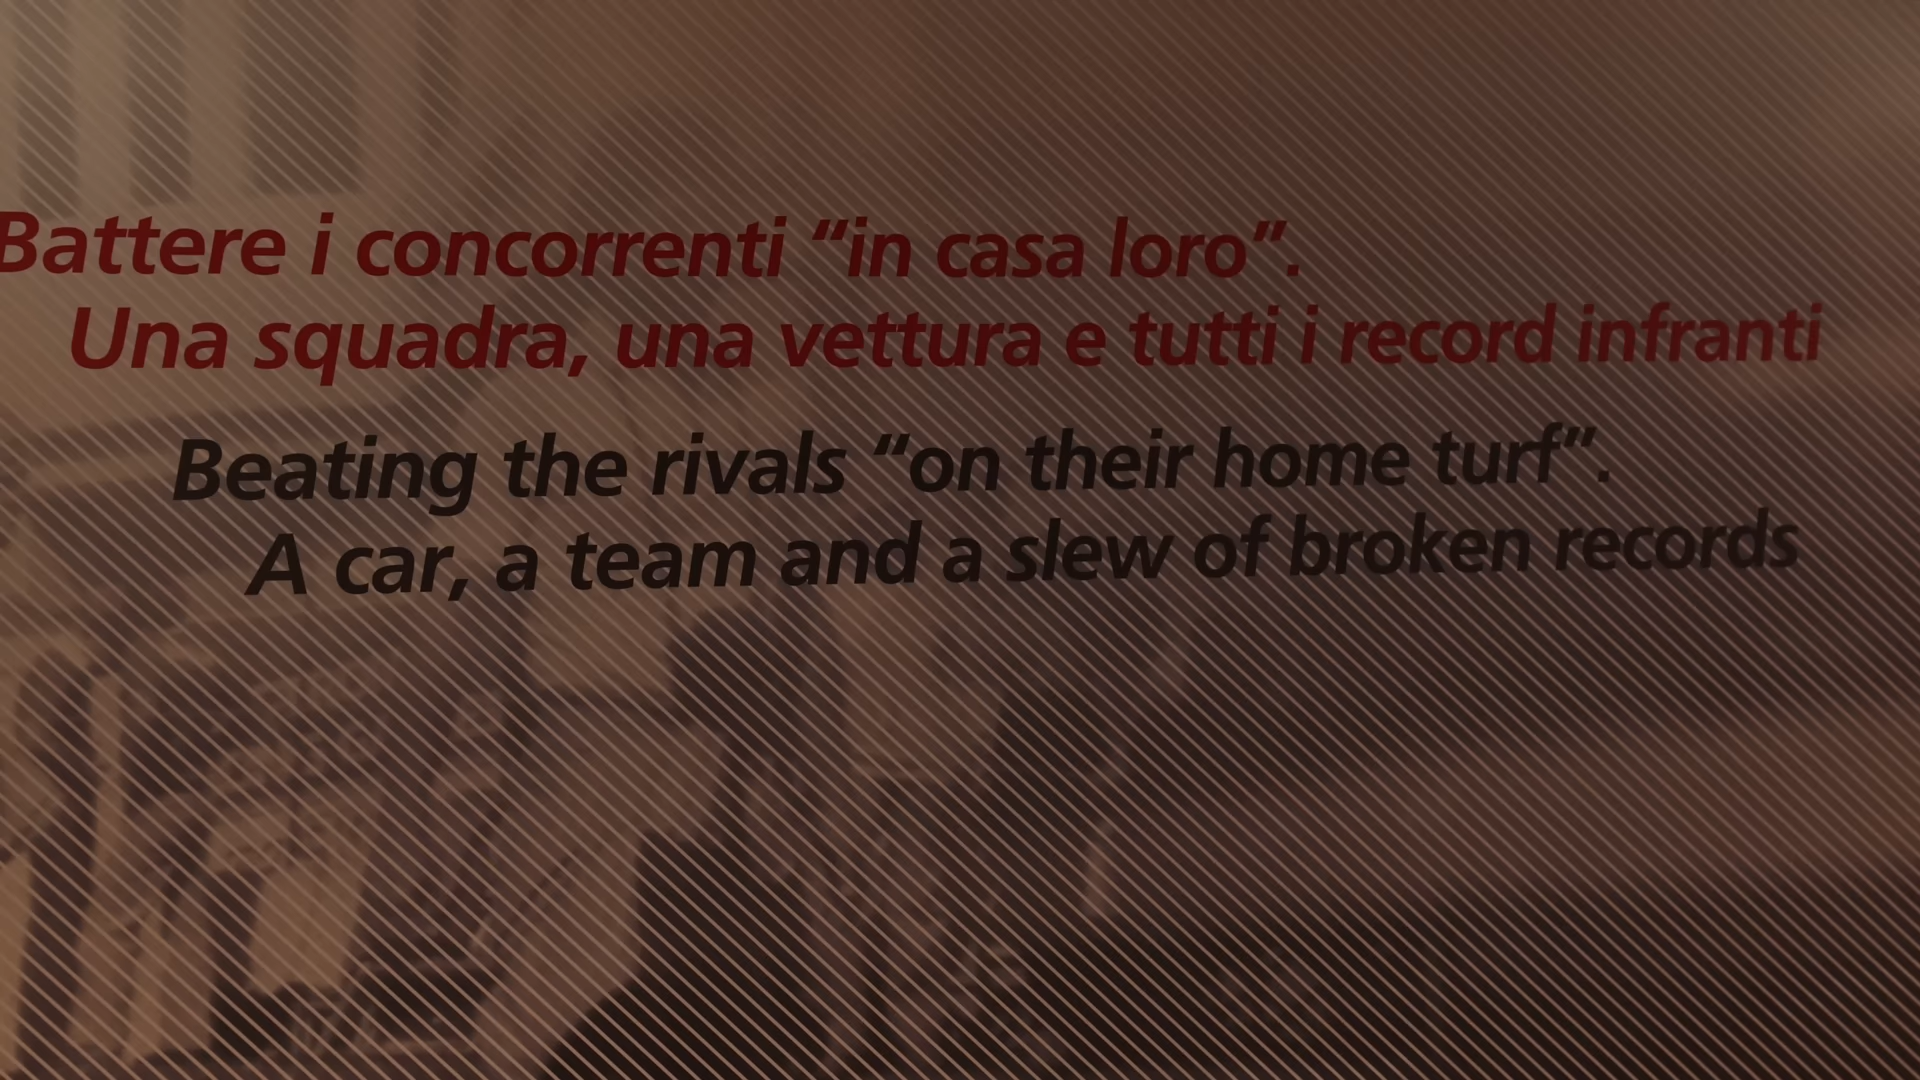 Battere i concorrenti “in casa loro”.
Una squadra, una vettura e tutti i record infranti
Beating the rivals “on their home turf”.
A car, a team and a slew of broken records